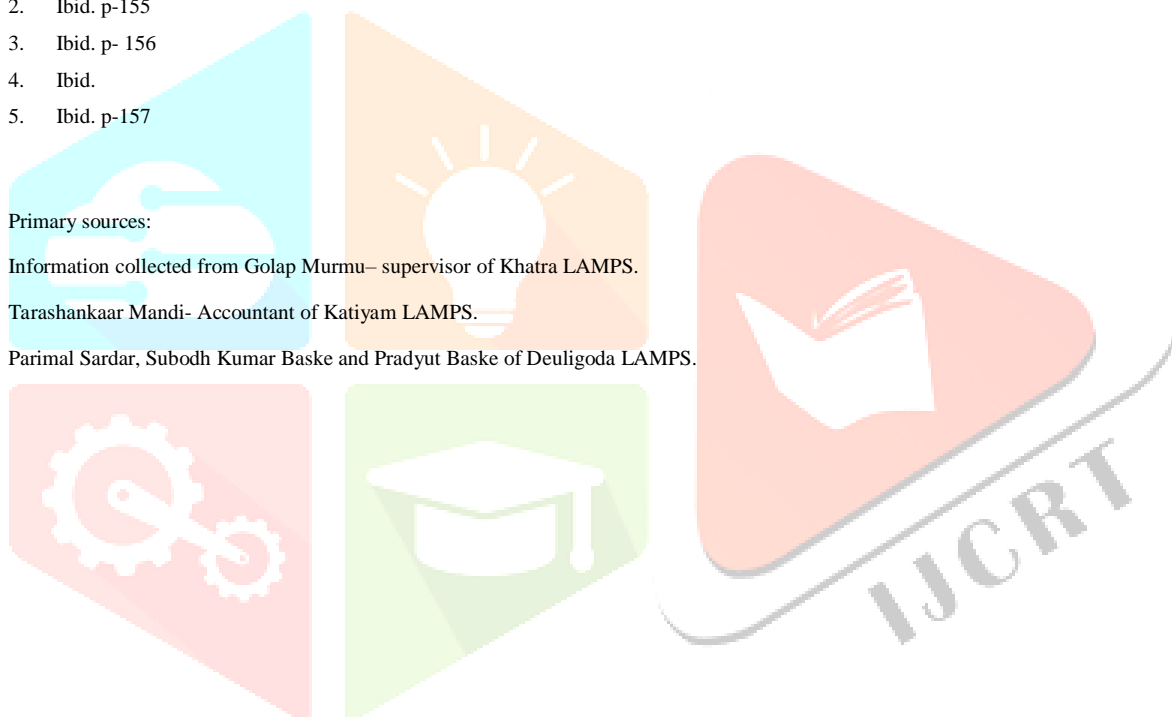 2. Ibid. p-155
3. Ibid. p- 156
4. Ibid.
5. Ibid. p-157
Primary sources:
Information collected from Golap Murmu– supervisor of Khatra LAMPS.
Tarashankaar Mandi- Accountant of Katiyam LAMPS.
Parimal Sardar, Subodh Kumar Baske and Pradyut Baske of Deuligoda LAMPS.
IJCRT